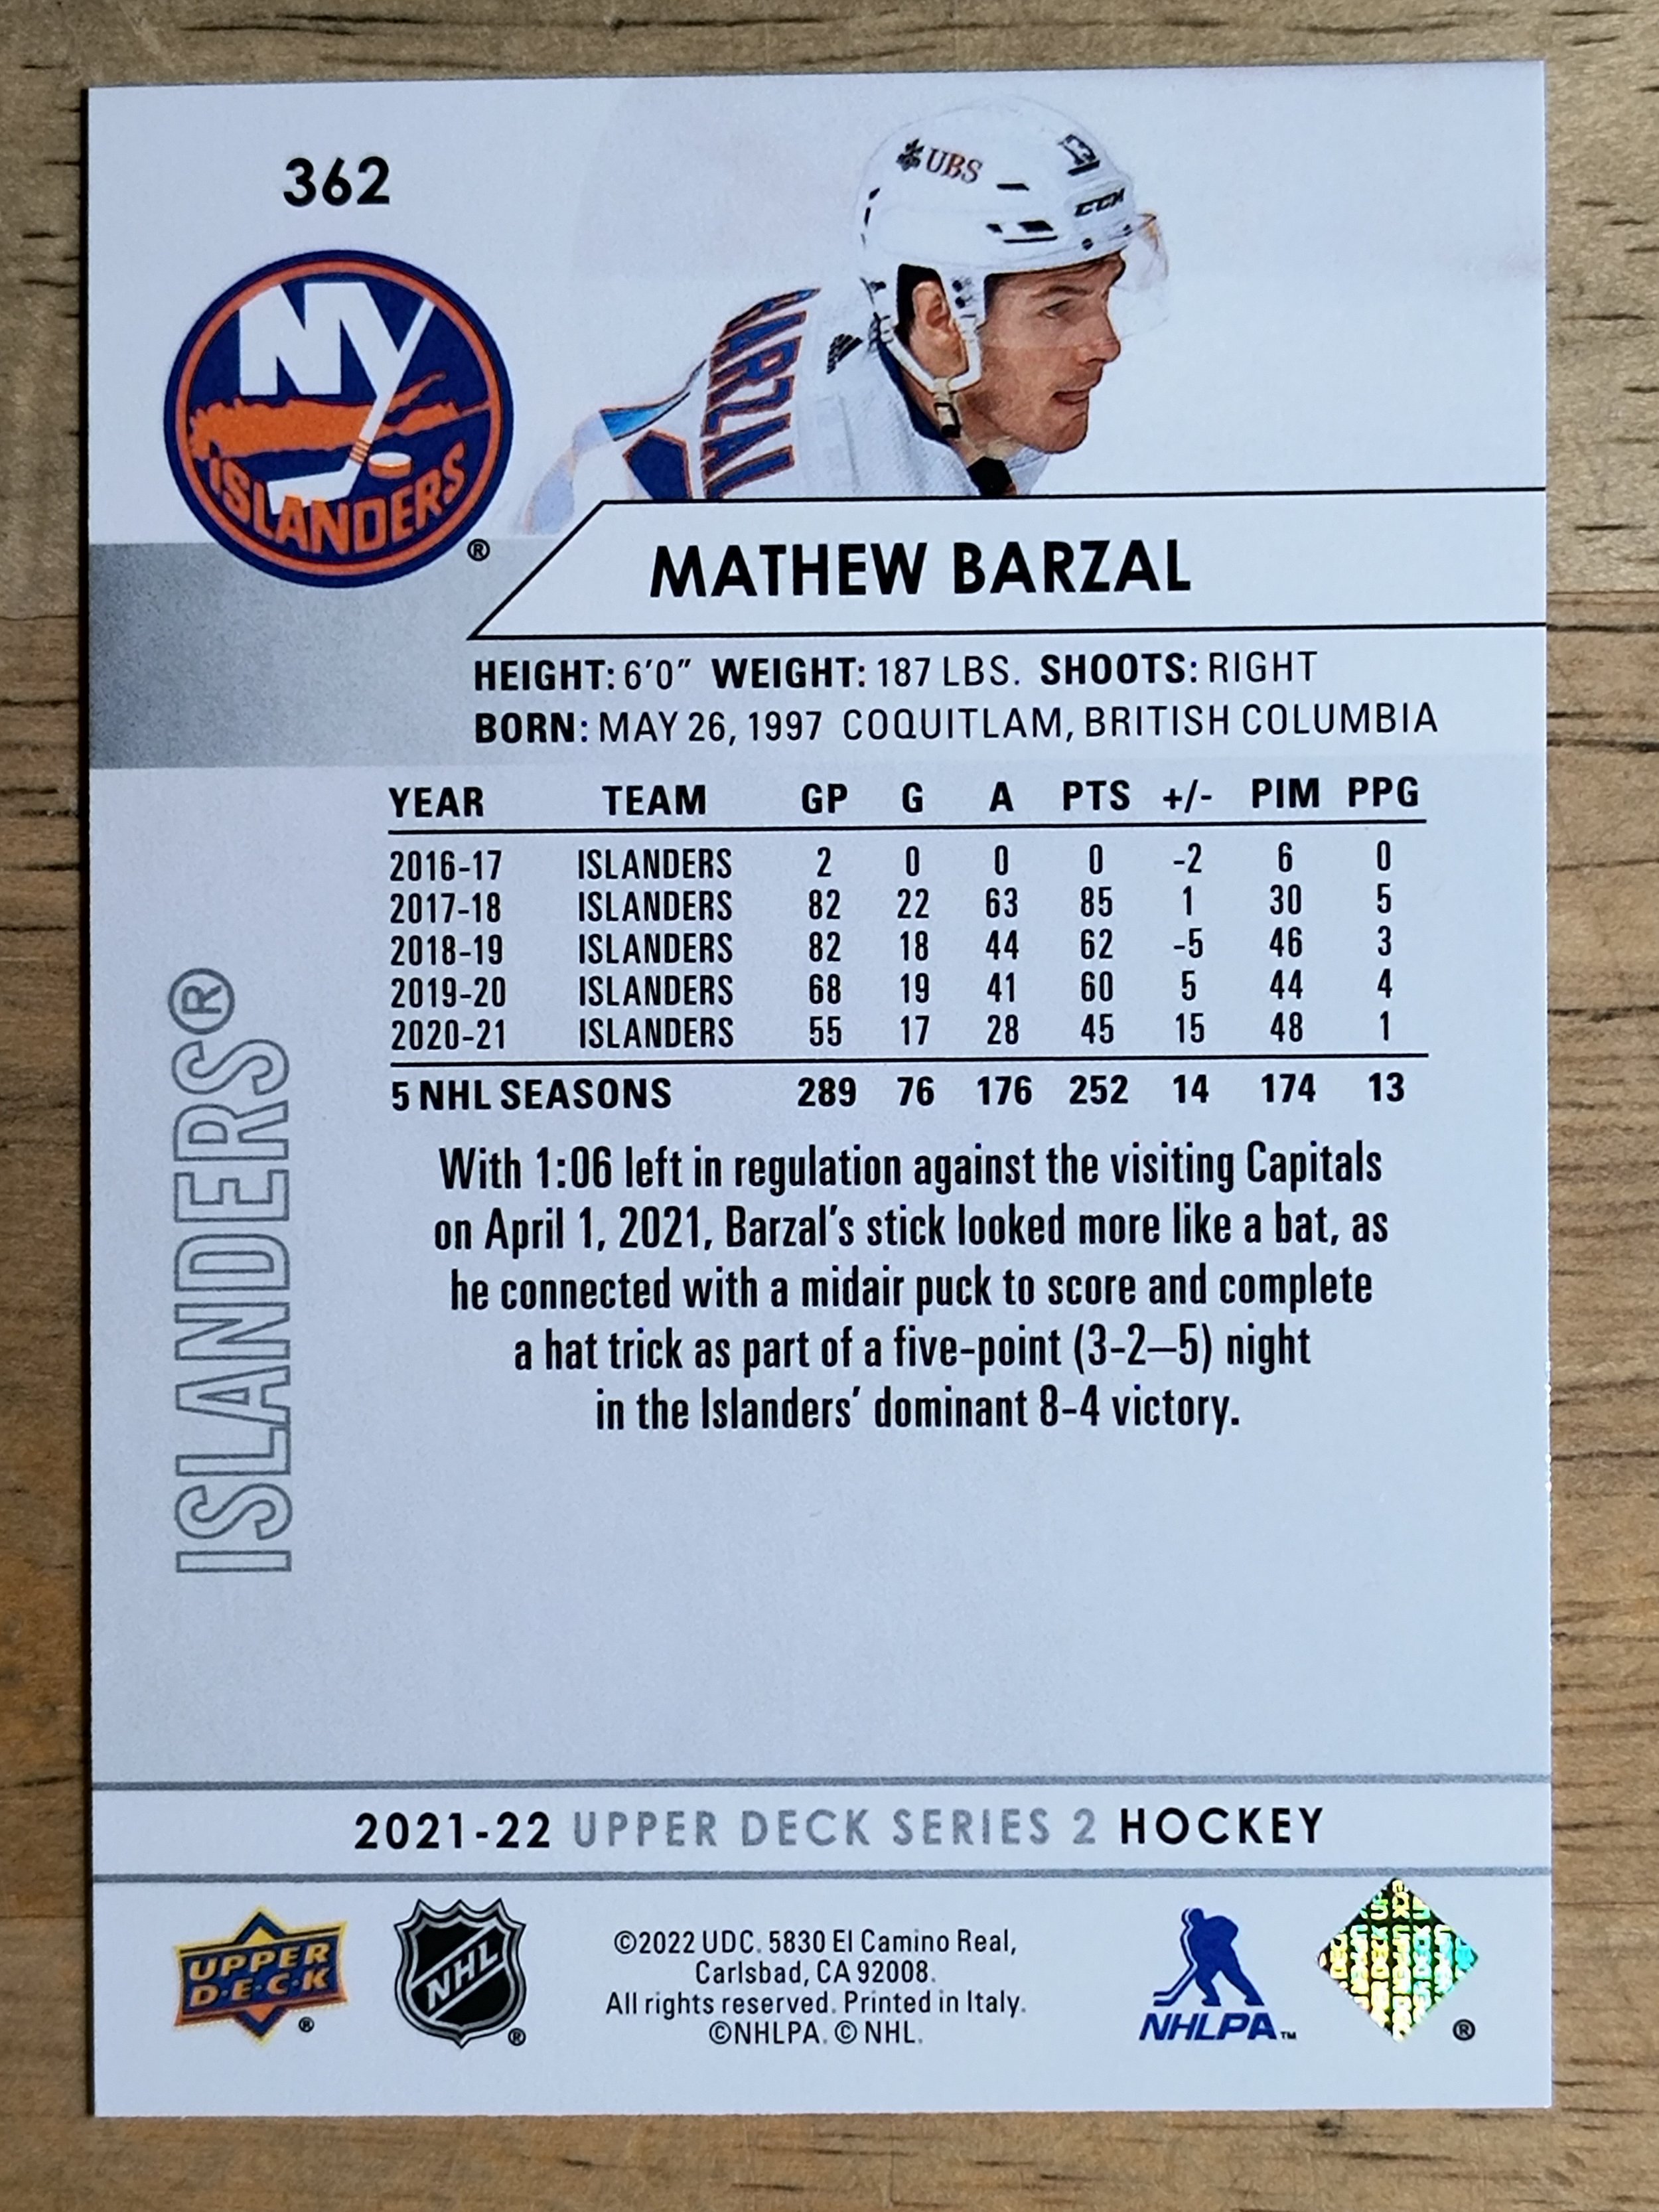 362
UBS
CCM
BARZAL
NY
ISLANDERS
®
MATHEW BARZAL
HEIGHT: 6'0" WEIGHT: 187 LBS. SHOOTS: RIGHT
BORN: MAY 26, 1997 COQUITLAM, BRITISH COLUMBIA
YEAR TEAM GP G A PTS +/- PIM PPG
2016-17 ISLANDERS 2 0 0 0 -2 6 0
2017-18 ISLANDERS 82 22 63 85 1 30 5
2018-19 ISLANDERS 82 18 44 62 -5 46 3
2019-20 ISLANDERS 68 19 41 60 5 44 4
2020-21 ISLANDERS 55 17 28 45 15 48 1
5 NHL SEASONS 289 76 176 252 14 174 13
ISLANDERS®
With 1:06 left in regulation against the visiting Capitals
on April 1, 2021, Barzal's stick looked more like a bat, as
he connected with a midair puck to score and complete
a hat trick as part of a five-point (3-2—5) night
in the Islanders' dominant 8-4 victory.
2021-22 UPPER DECK SERIES 2 HOCKEY
UPPER
D·E·C·K
®
NHL
®
©2022 UDC. 5830 El Camino Real,
Carlsbad, CA 92008.
All rights reserved. Printed in Italy.
©NHLPA. © NHL.
NHLPA™
®